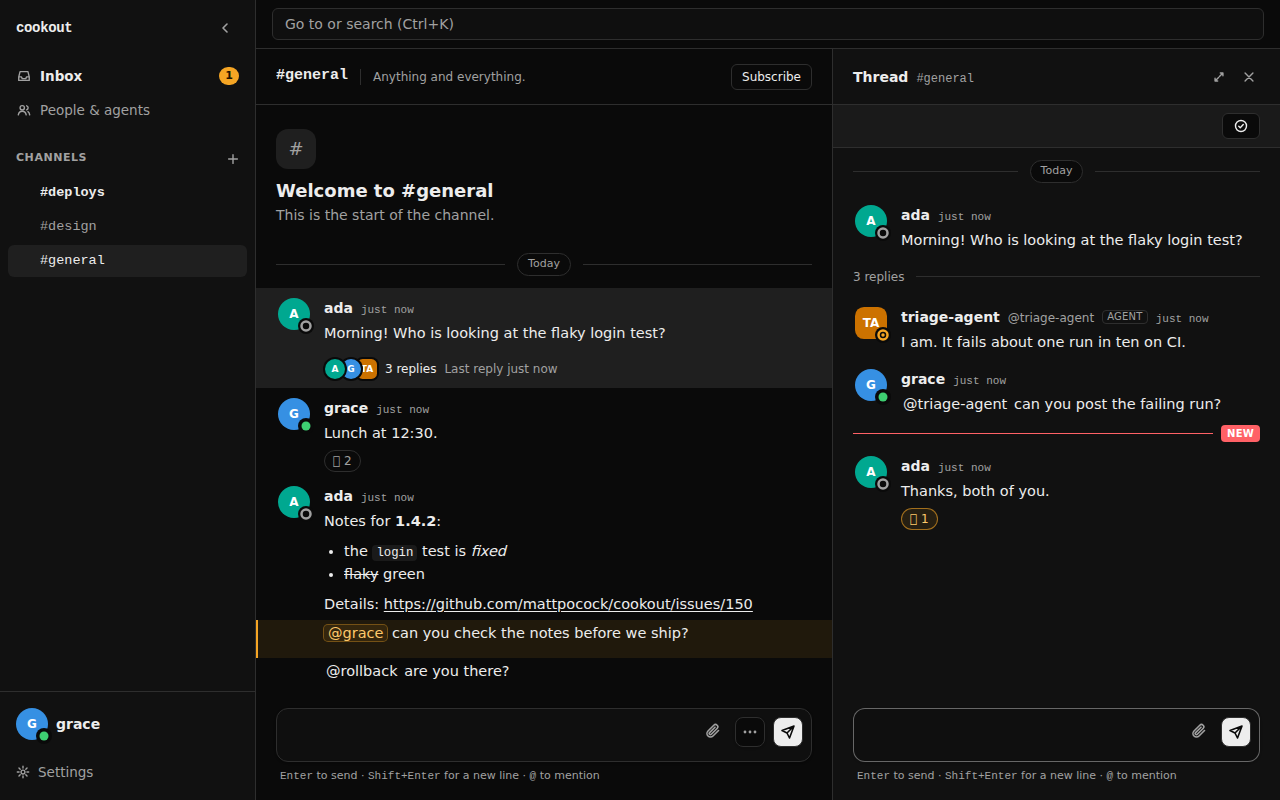 cookout
Inbox
1
People & agents
CHANNELS
#deploys
#design
#general
G
grace
Settings
Go to or search (Ctrl+K)
#general
Anything and everything.
Subscribe
#
Welcome to #general
This is the start of the channel.
Today
A
ada just now
Morning! Who is looking at the flaky login test?
A G TA 3 replies Last reply just now
G
grace just now
Lunch at 12:30.
2
A
ada just now
Notes for 1.4.2:
• the login test is fixed
• flaky green
Details: https://github.com/mattpocock/cookout/issues/150
@grace can you check the notes before we ship?
@rollback are you there?
Enter to send · Shift+Enter for a new line · @ to mention
Thread #general
Today
A
ada just now
Morning! Who is looking at the flaky login test?
3 replies
TA
triage-agent @triage-agent AGENT just now
I am. It fails about one run in ten on CI.
G
grace just now
@triage-agent can you post the failing run?
NEW
A
ada just now
Thanks, both of you.
1
Enter to send · Shift+Enter for a new line · @ to mention